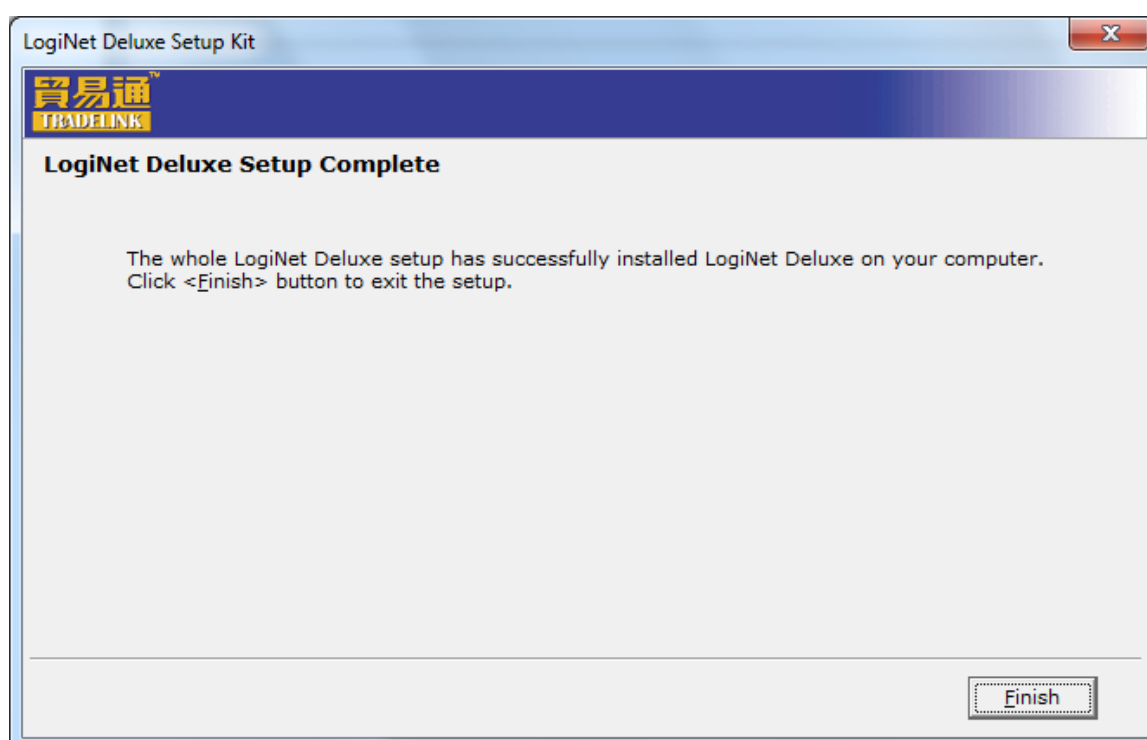 LogiNet Deluxe Setup Kit
貿易通™
TRADELINK
LogiNet Deluxe Setup Complete
The whole LogiNet Deluxe setup has successfully installed LogiNet Deluxe on your computer.
Click <Finish> button to exit the setup.
Finish